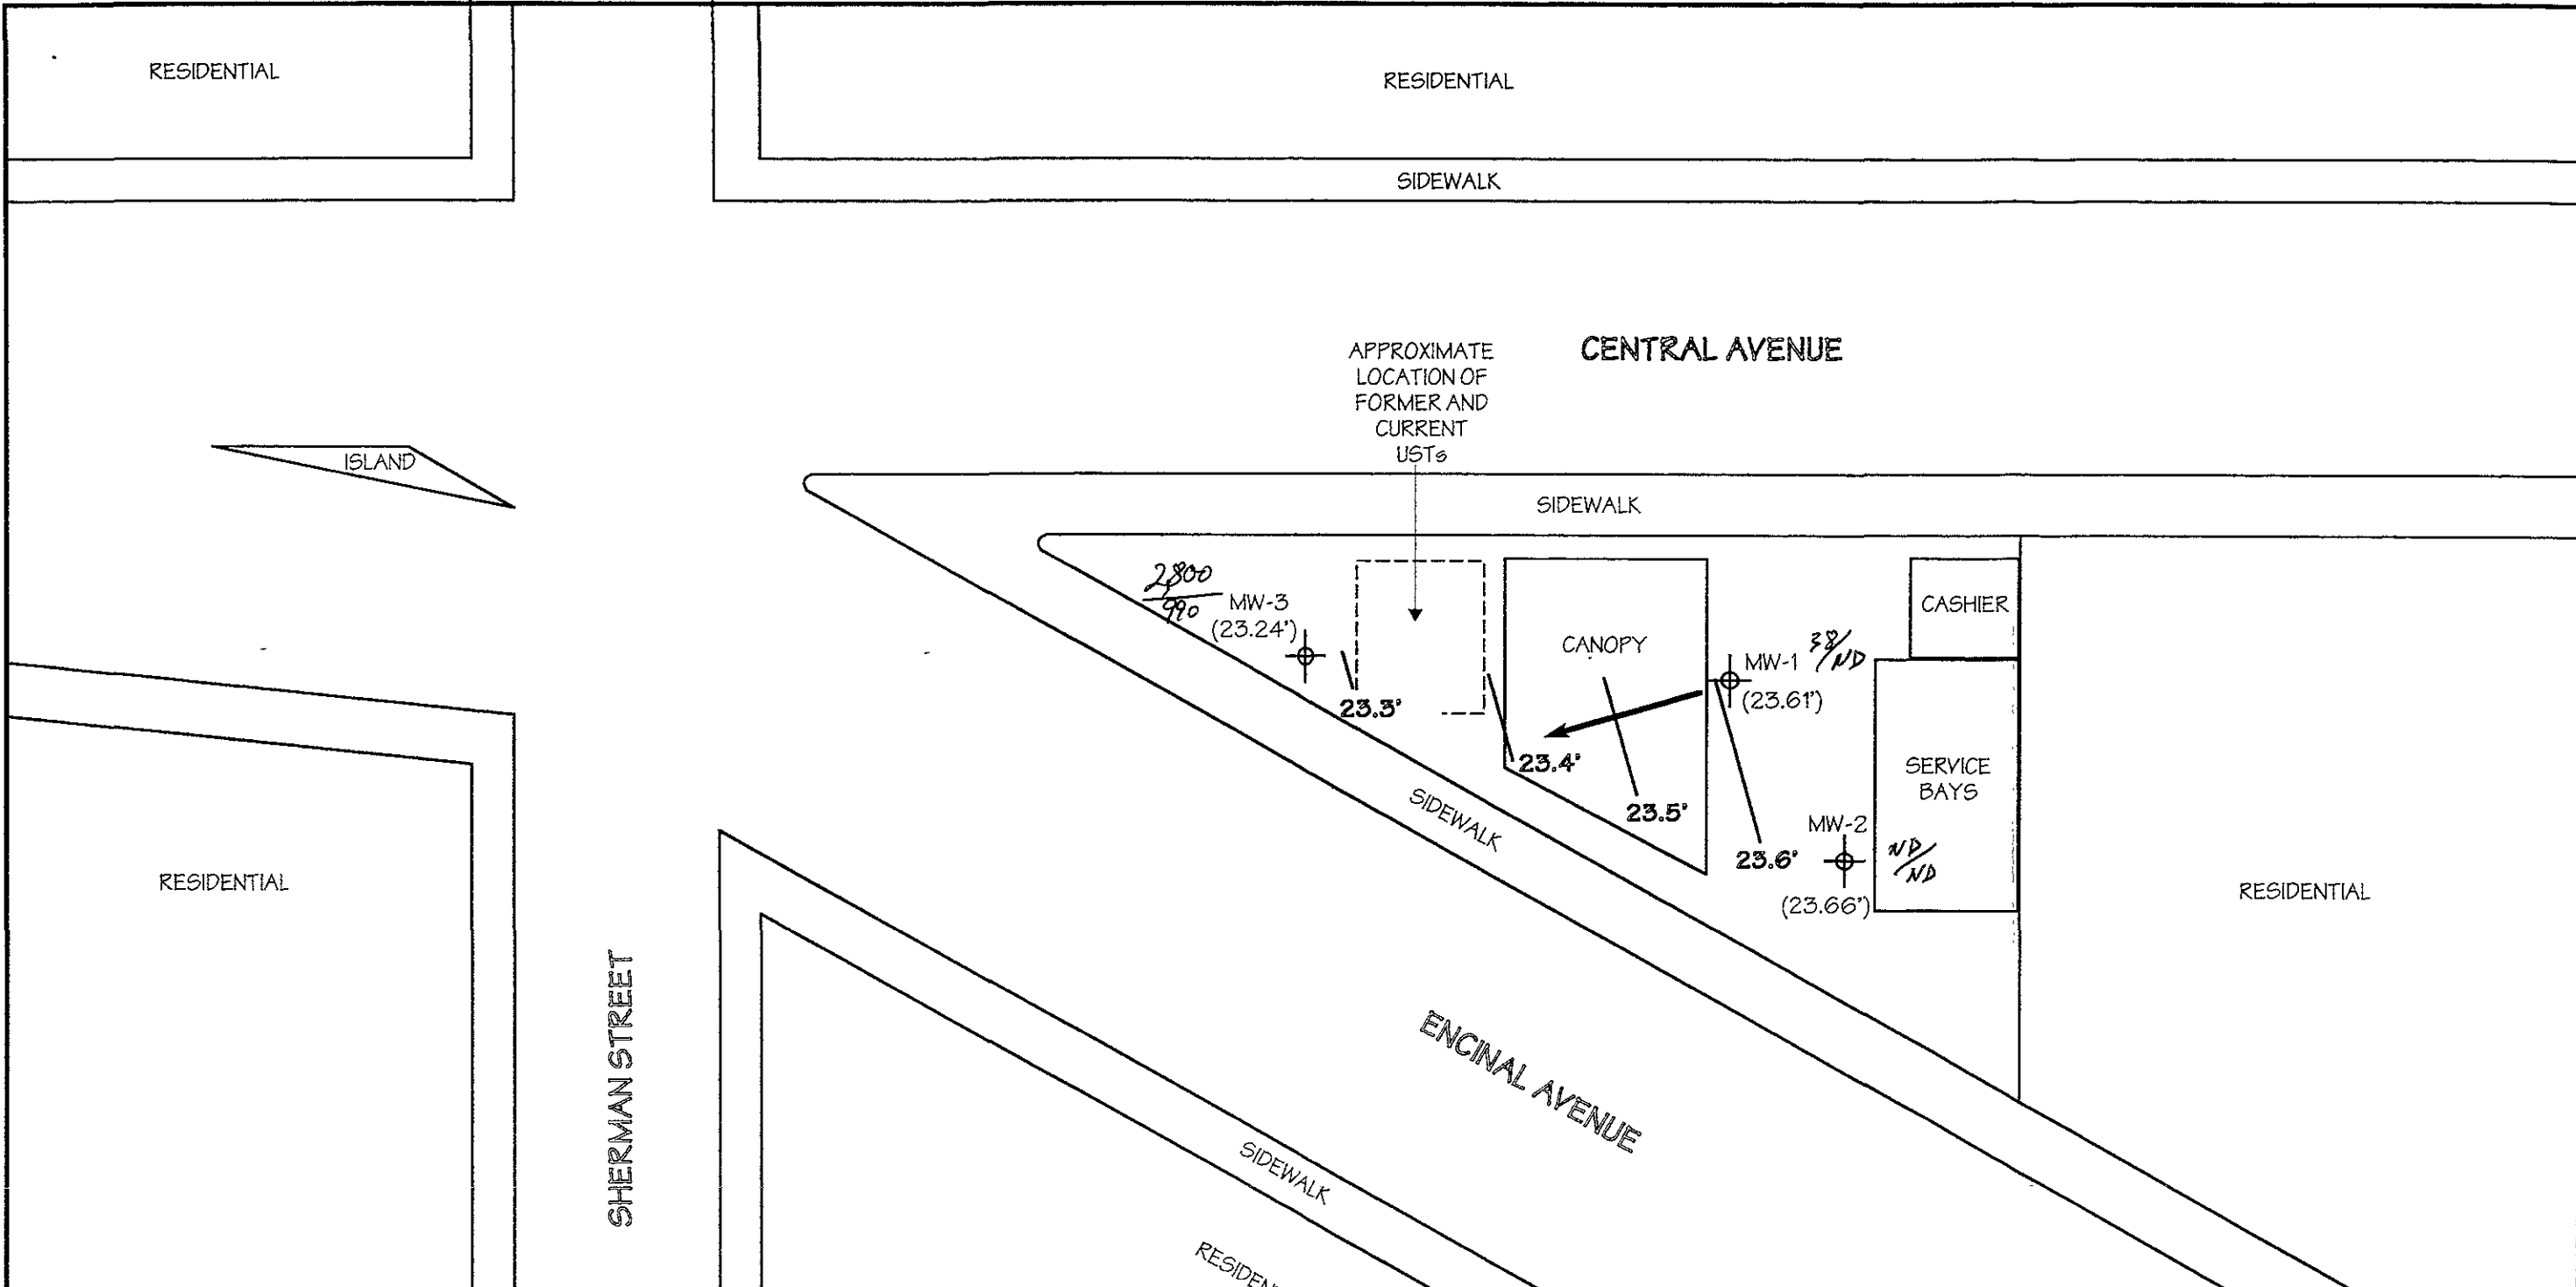 RESIDENTIAL
RESIDENTIAL
SIDEWALK
CENTRAL AVENUE
APPROXIMATE
LOCATION OF
FORMER AND
CURRENT
USTs
ISLAND
SIDEWALK
2,800
990
MW-3
(23.24')
CASHIER
CANOPY
MW-1
38/ND
(23.61')
23.3'
23.4'
23.5'
23.6'
SERVICE
BAYS
MW-2
ND/ND
(23.66')
SIDEWALK
RESIDENTIAL
RESIDENTIAL
SHERMAN STREET
ENCINAL AVENUE
SIDEWALK